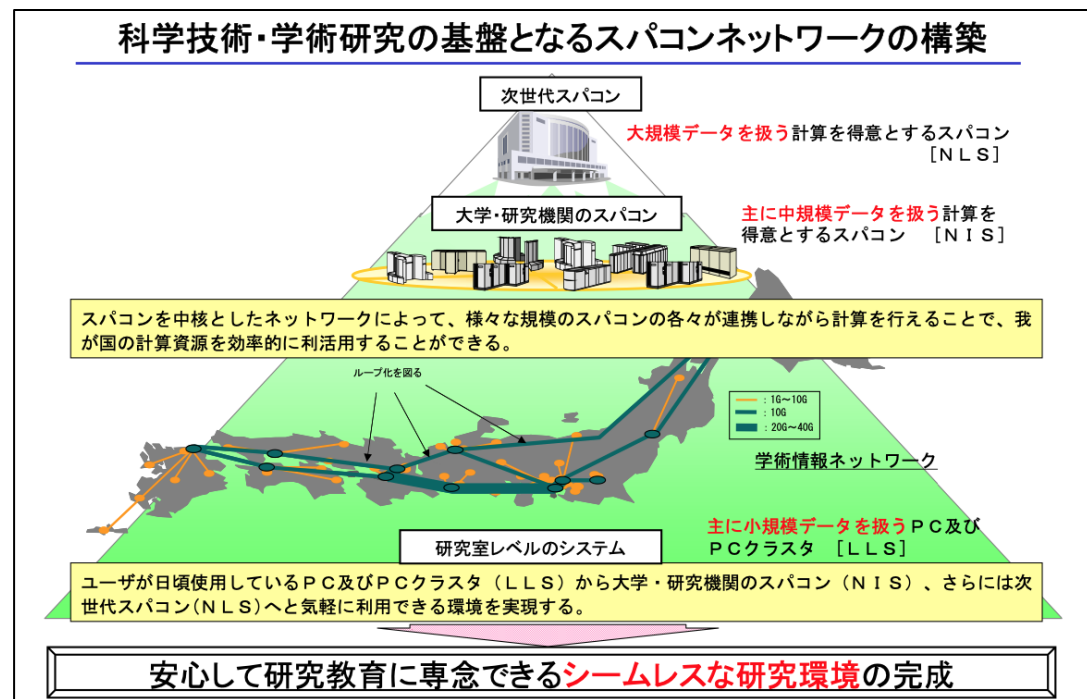 科学技術・学術研究の基盤となるスパコンネットワークの構築
次世代スパコン
大規模データを扱う計算を得意とするスパコン
[ＮＬＳ]
大学・研究機関のスパコン
主に中規模データを扱う計算を
得意とするスパコン　[ＮＩＳ]
スパコンを中核としたネットワークによって、様々な規模のスパコンの各々が連携しながら計算を行えることで、我
が国の計算資源を効率的に利活用することができる。
ループ化を図る
：1G～10G
：10G
：20G～40G
学術情報ネットワーク
主に小規模データを扱うＰＣ及び
ＰＣクラスタ　[ＬＬＳ]
研究室レベルのシステム
ユーザが日頃使用しているＰＣ及びＰＣクラスタ（ＬＬＳ）から大学・研究機関のスパコン（ＮＩＳ）、さらには次
世代スパコン（ＮＬＳ）へと気軽に利用できる環境を実現する。
安心して研究教育に専念できるシームレスな研究環境の完成